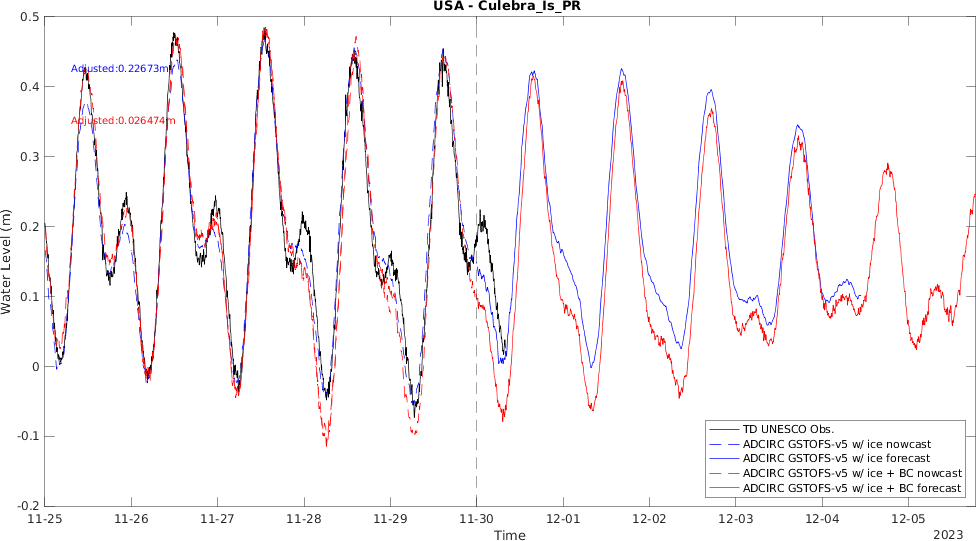 USA - Culebra_Is_PR
Water Level (m)
0.5
0.4
0.3
0.2
0.1
0
-0.1
-0.2
Adjusted:0.22673m
Adjusted:0.026474m
TD UNESCO Obs.
ADCIRC GSTOFS-v5 w/ ice nowcast
ADCIRC GSTOFS-v5 w/ ice forecast
ADCIRC GSTOFS-v5 w/ ice + BC nowcast
ADCIRC GSTOFS-v5 w/ ice + BC forecast
11-25 11-26 11-27 11-28 11-29 11-30 12-01 12-02 12-03 12-04 12-05
Time
2023